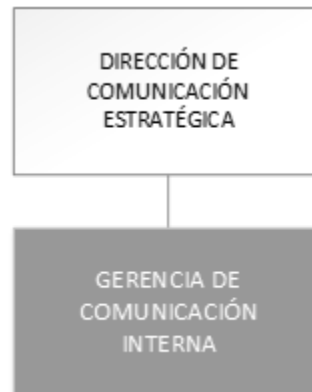 DIRECCIÓN DE
COMUNICACIÓN
ESTRATÉGICA
GERENCIA DE
COMUNICACIÓN
INTERNA